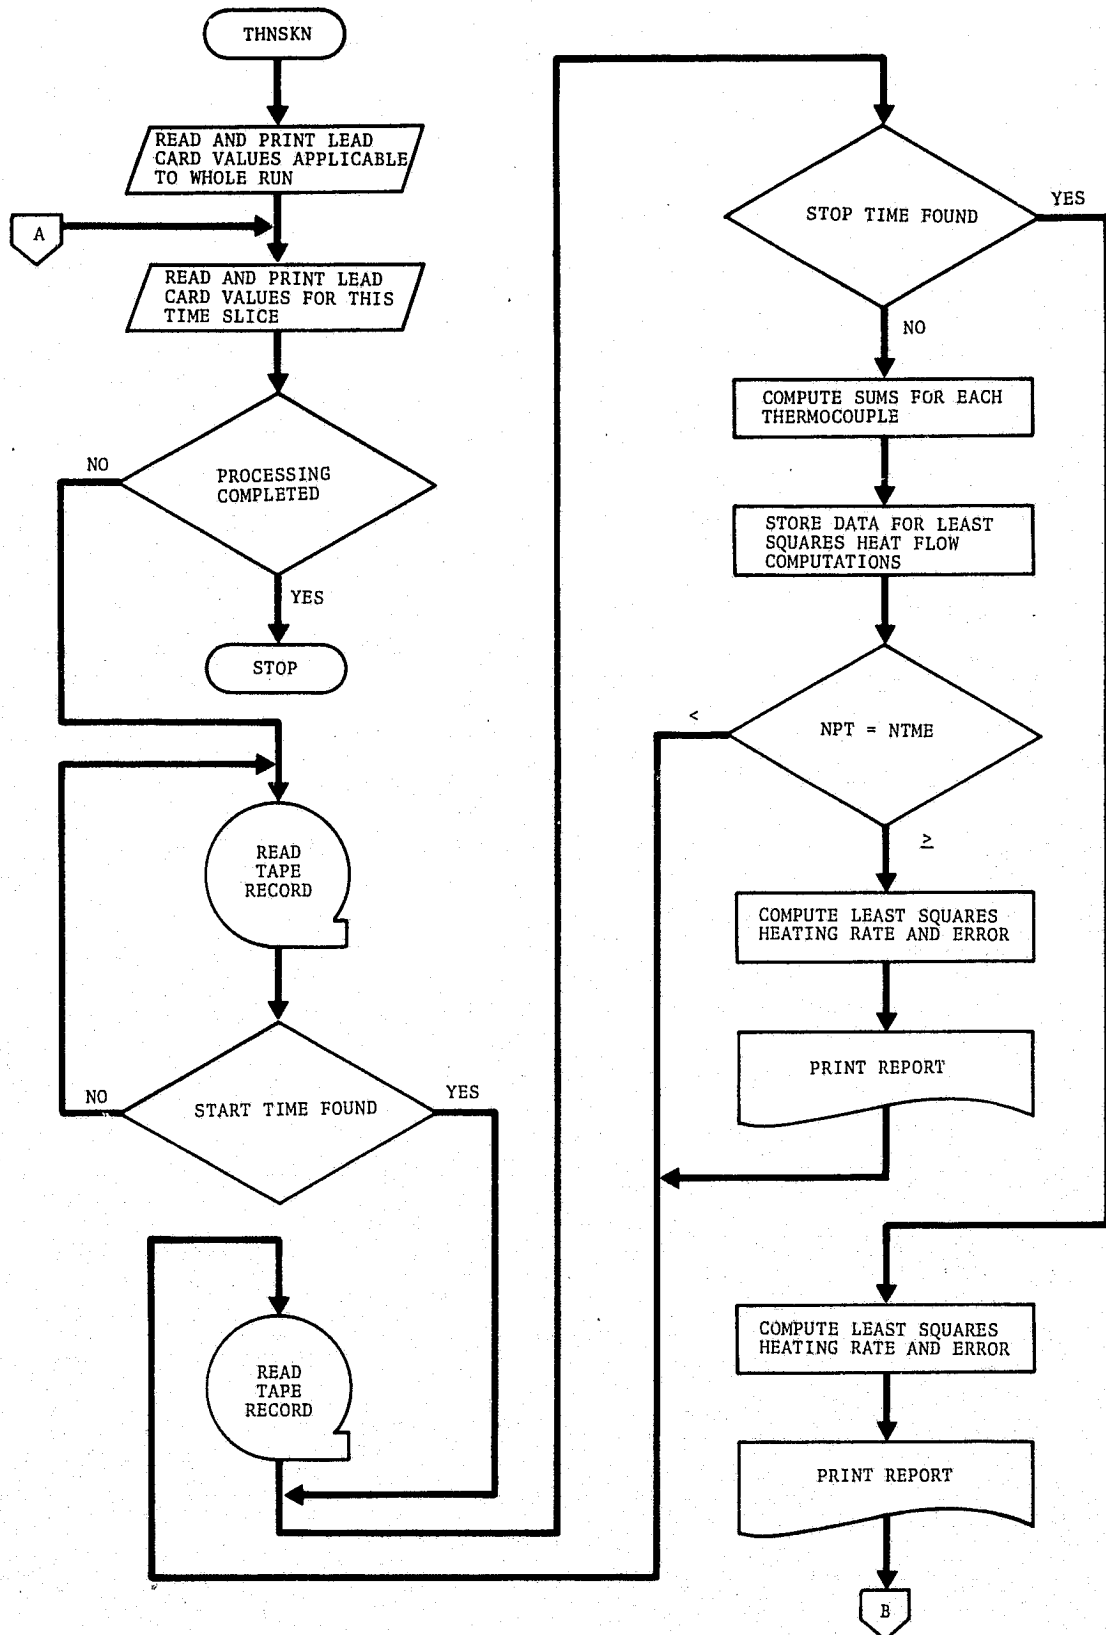 THNSKN
READ AND PRINT LEAD
CARD VALUES APPLICABLE
TO WHOLE RUN
A
READ AND PRINT LEAD
CARD VALUES FOR THIS
TIME SLICE
NO
PROCESSING
COMPLETED
YES
STOP
READ
TAPE
RECORD
NO
START TIME FOUND
YES
READ
TAPE
RECORD
STOP TIME FOUND
YES
NO
COMPUTE SUMS FOR EACH
THERMOCOUPLE
STORE DATA FOR LEAST
SQUARES HEAT FLOW
COMPUTATIONS
<
NPT = NTME
≥
COMPUTE LEAST SQUARES
HEATING RATE AND ERROR
PRINT REPORT
COMPUTE LEAST SQUARES
HEATING RATE AND ERROR
PRINT REPORT
B